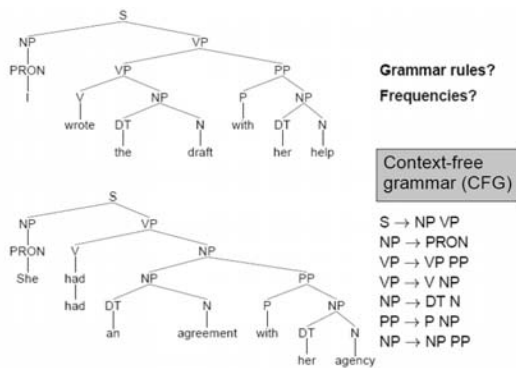 S
NP VP
PRON VP PP
I V NP P NP
wrote DT N with DT N
the draft her help
Grammar rules?
Frequencies?
Context-free
grammar (CFG)
S
NP VP
PRON V NP
She had NP PP
had DT N P NP
an agreement with DT N
her agency
S → NP VP
NP → PRON
VP → VP PP
VP → V NP
NP → DT N
PP → P NP
NP → NP PP